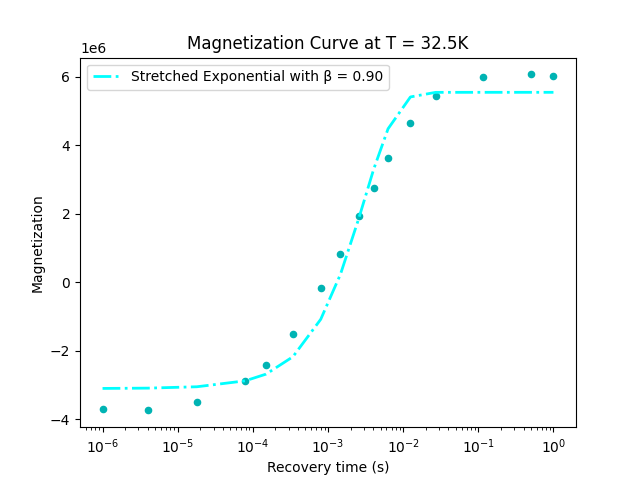 Magnetization Curve at T = 32.5K
1e6
Stretched Exponential with β = 0.90
6
4
2
0
−2
−4
Magnetization
10⁻⁶ 10⁻⁵ 10⁻⁴ 10⁻³ 10⁻² 10⁻¹ 10⁰
Recovery time (s)